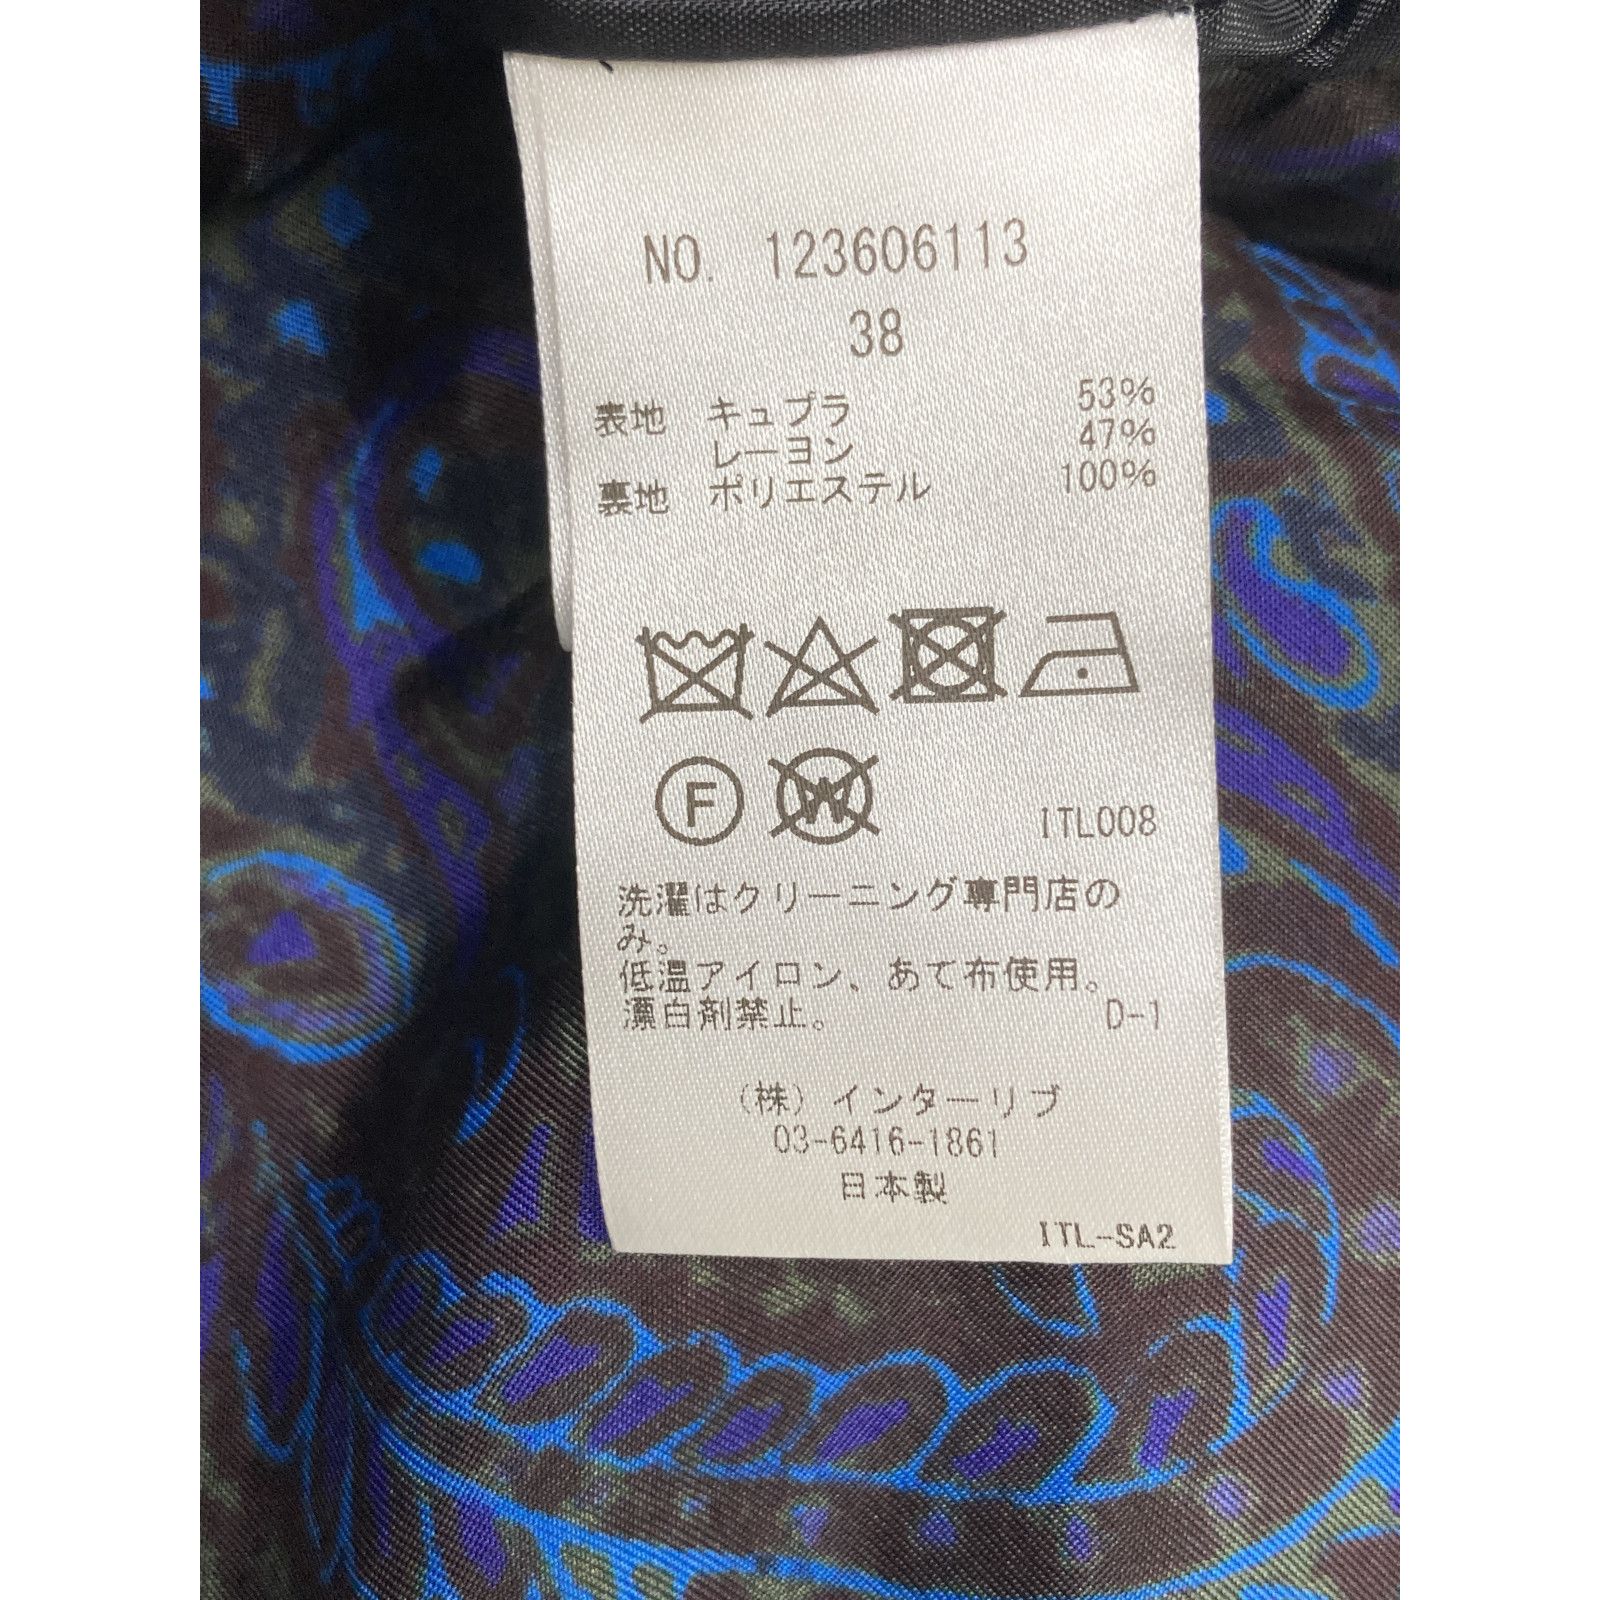 NO. 123606113
38
表地 キュプラ 53%
レーヨン 47%
裏地 ポリエステル 100%
F W
ITL008
洗濯はクリーニング専門店の
み。
低温アイロン、あて布使用。
漂白剤禁止。 D-1
(株)インターリブ
03-6416-1861
日本製
ITL-SA2